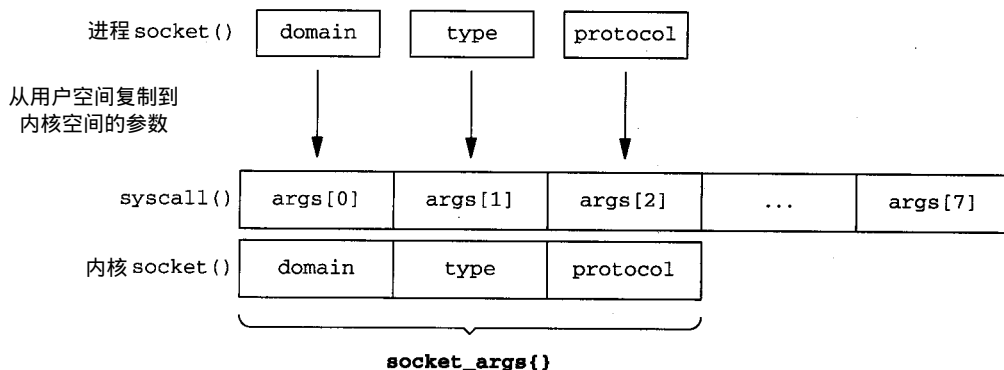 进程 socket() domain type protocol
从用户空间复制到
内核空间的参数
syscall() args[0] args[1] args[2] ... args[7]
内核 socket() domain type protocol
socket_args{}